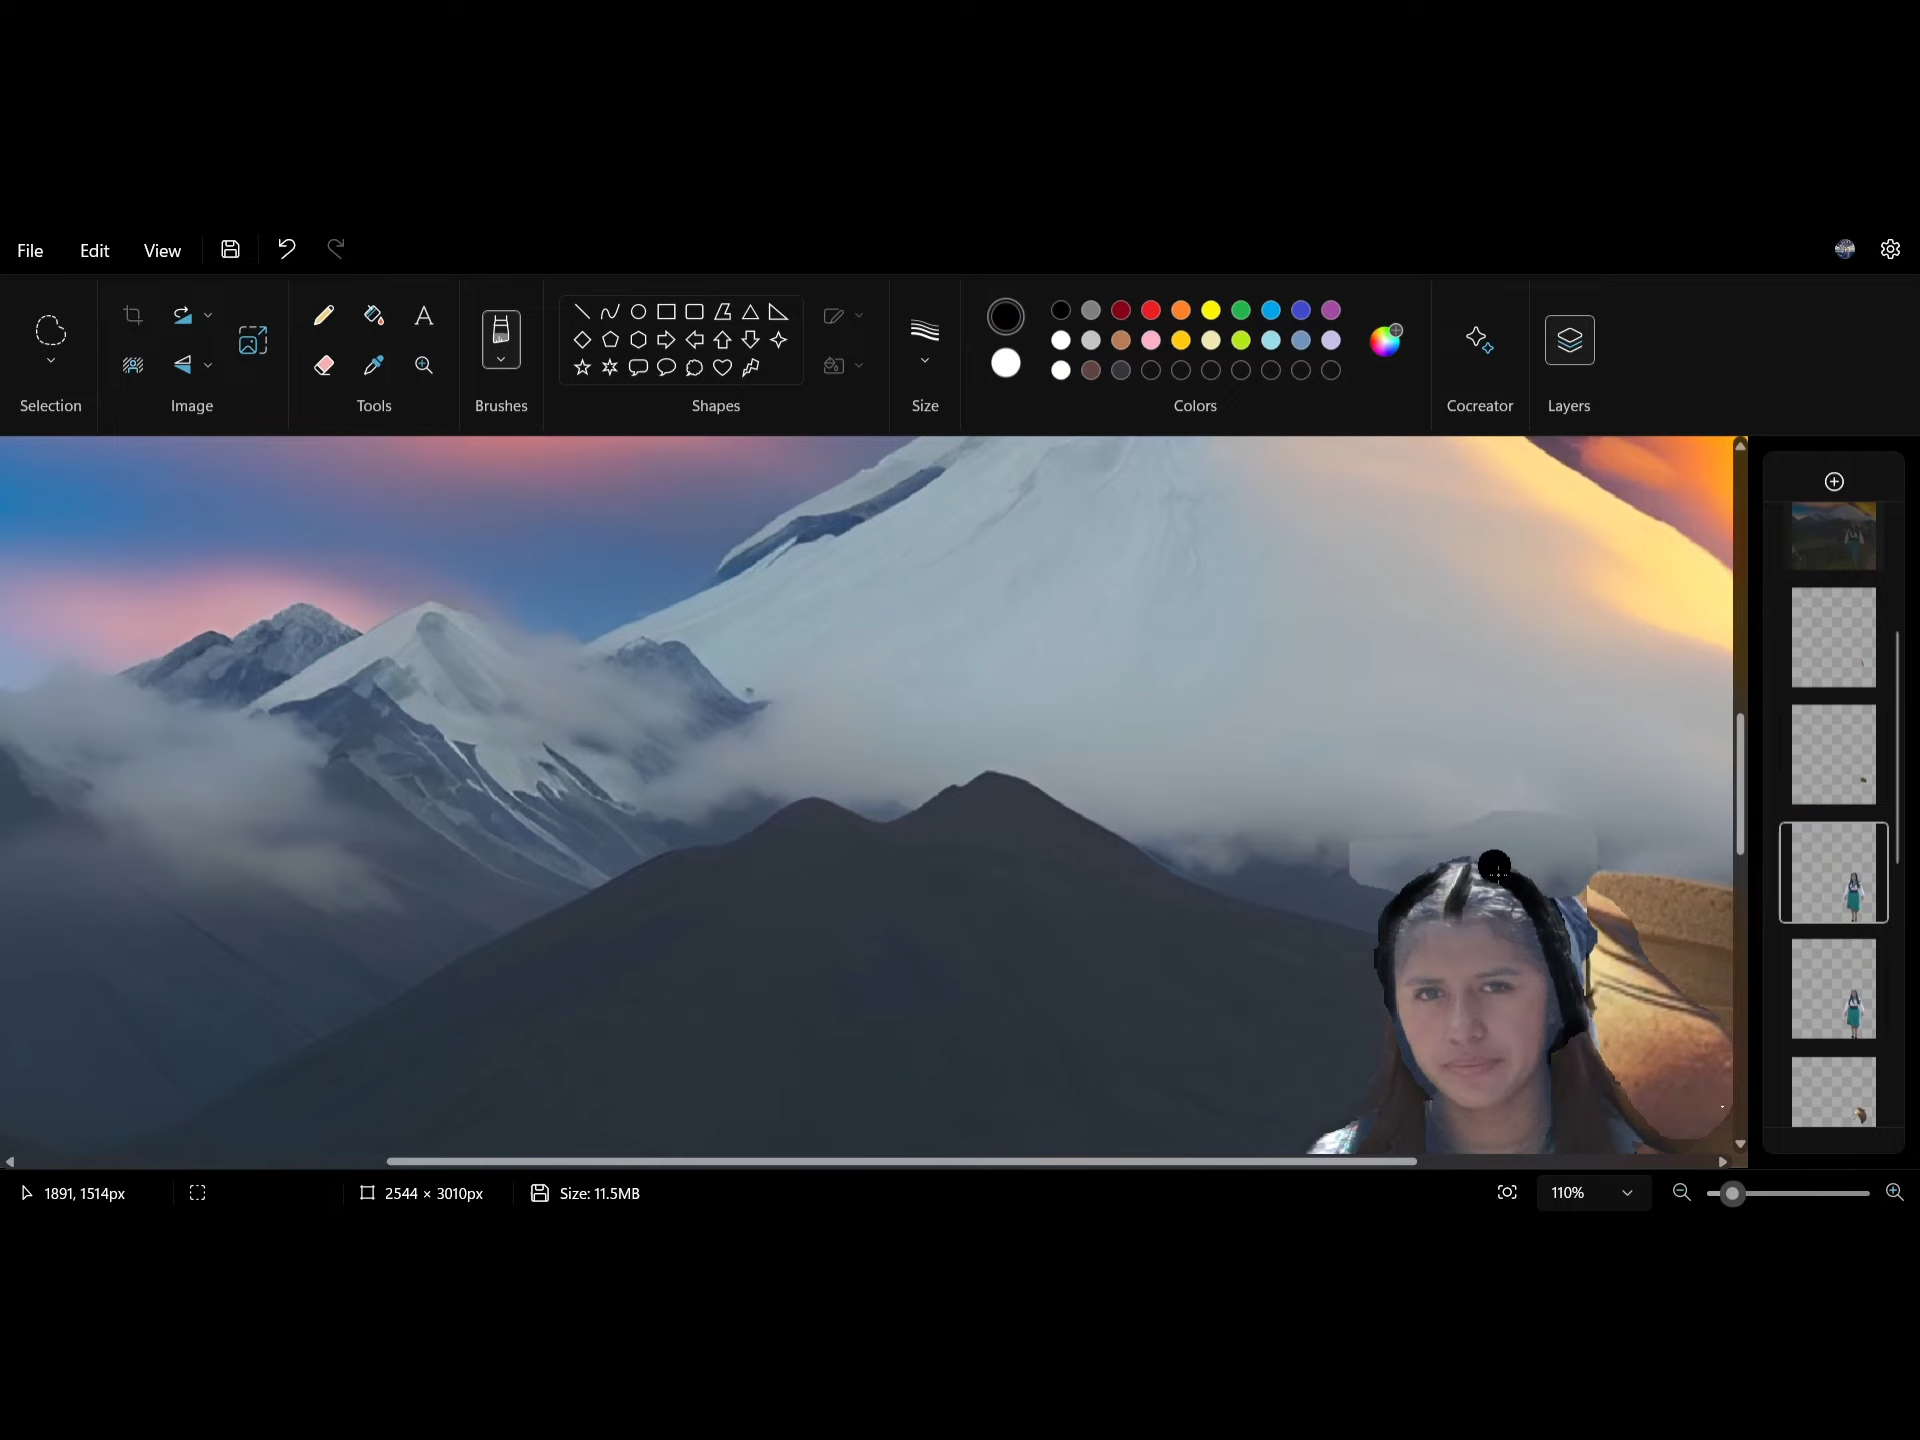 File Edit View
Selection Image Tools Brushes Shapes Size Colors Cocreator Layers
1891, 1514px 2544 × 3010px Size: 11.5MB 110%